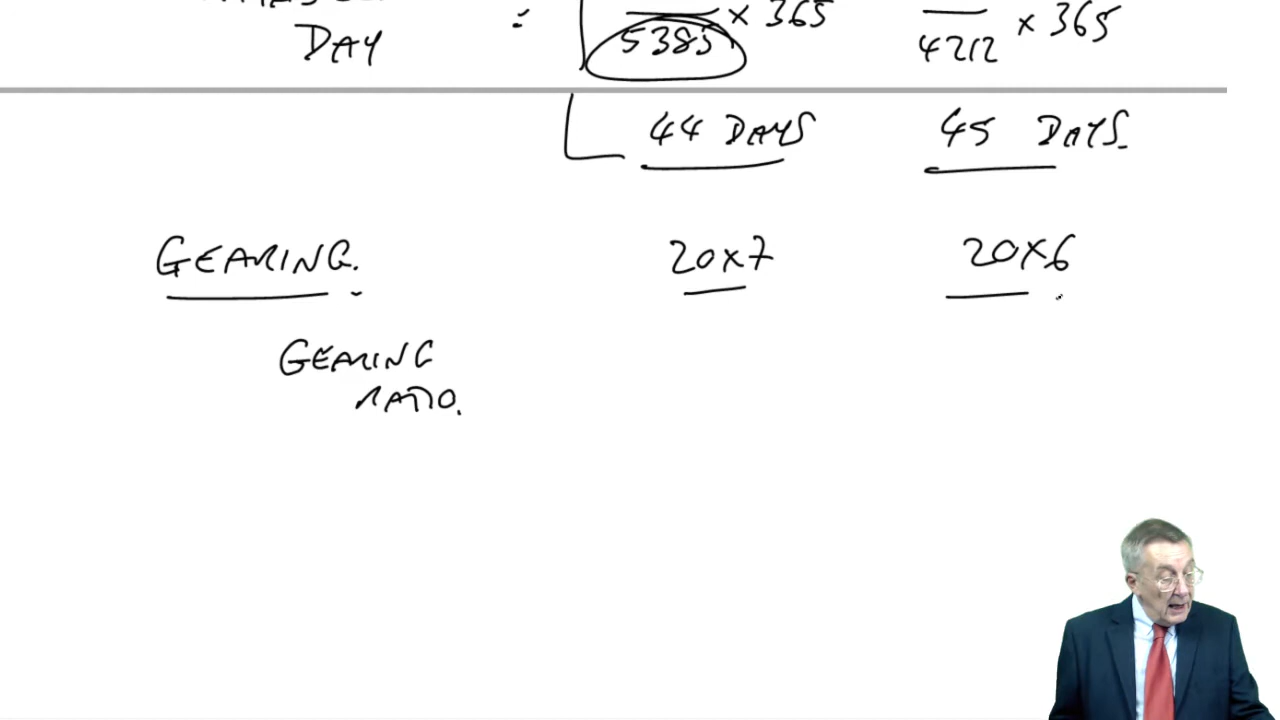 × 365 × 365
DAY : 5385 4212
44 DAYS 45 DAYS.
GEARING. 20X7 20X6
GEARING
RATIO.